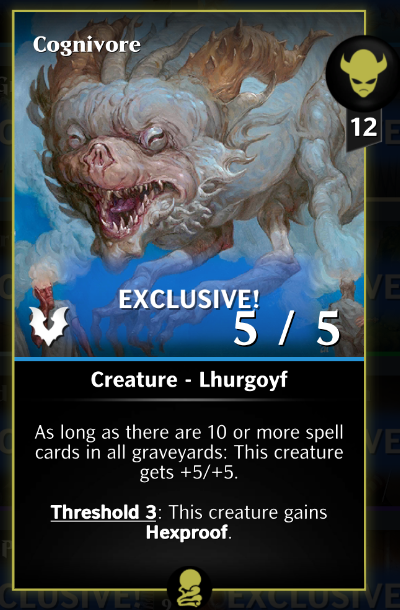 Cognivore
12
EXCLUSIVE!
5 / 5
Creature - Lhurgoyf
As long as there are 10 or more spell
cards in all graveyards: This creature
gets +5/+5.
Threshold 3: This creature gains
Hexproof.